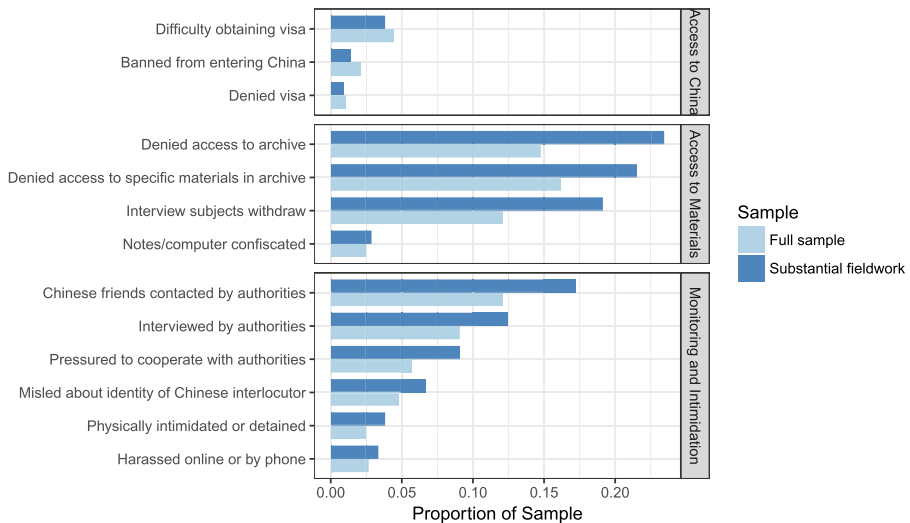 Difficulty obtaining visa
Banned from entering China
Denied visa
Access to China
Denied access to archive
Denied access to specific materials in archive
Interview subjects withdraw
Notes/computer confiscated
Access to Materials
Chinese friends contacted by authorities
Interviewed by authorities
Pressured to cooperate with authorities
Misled about identity of Chinese interlocutor
Physically intimidated or detained
Harassed online or by phone
Monitoring and Intimidation
0.00 0.05 0.10 0.15 0.20
Proportion of Sample
Sample
Full sample
Substantial fieldwork